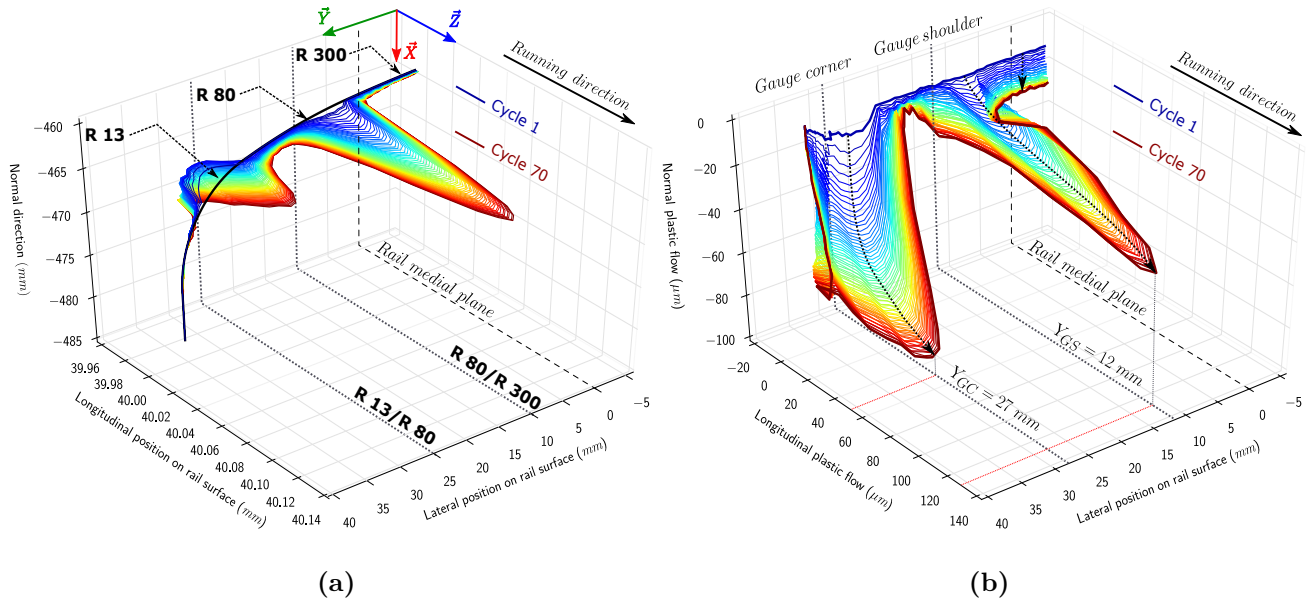 Y⃗
Z⃗
X⃗
R 300
R 80
R 13
Running direction
Cycle 1
Cycle 70
Rail medial plane
R 80/R 300
R 13/R 80
−460
−465
−470
−475
−480
−485
Normal direction (mm)
39.96
39.98
40.00
40.02
40.04
40.06
40.08
40.10
40.12
40.14
Longitudinal position on rail surface (mm)
40
35
30
25
20
15
10
5
0
−5
Lateral position on rail surface (mm)
(a)
Gauge shoulder
Gauge corner
Running direction
Cycle 1
Cycle 70
Rail medial plane
Y_GS = 12 mm
Y_GC = 27 mm
0
−20
−40
−60
−80
−100
Normal plastic flow (μm)
−20
0
20
40
60
80
100
120
140
Longitudinal plastic flow (μm)
40
35
30
25
20
15
10
5
0
−5
Lateral position on rail surface (mm)
(b)